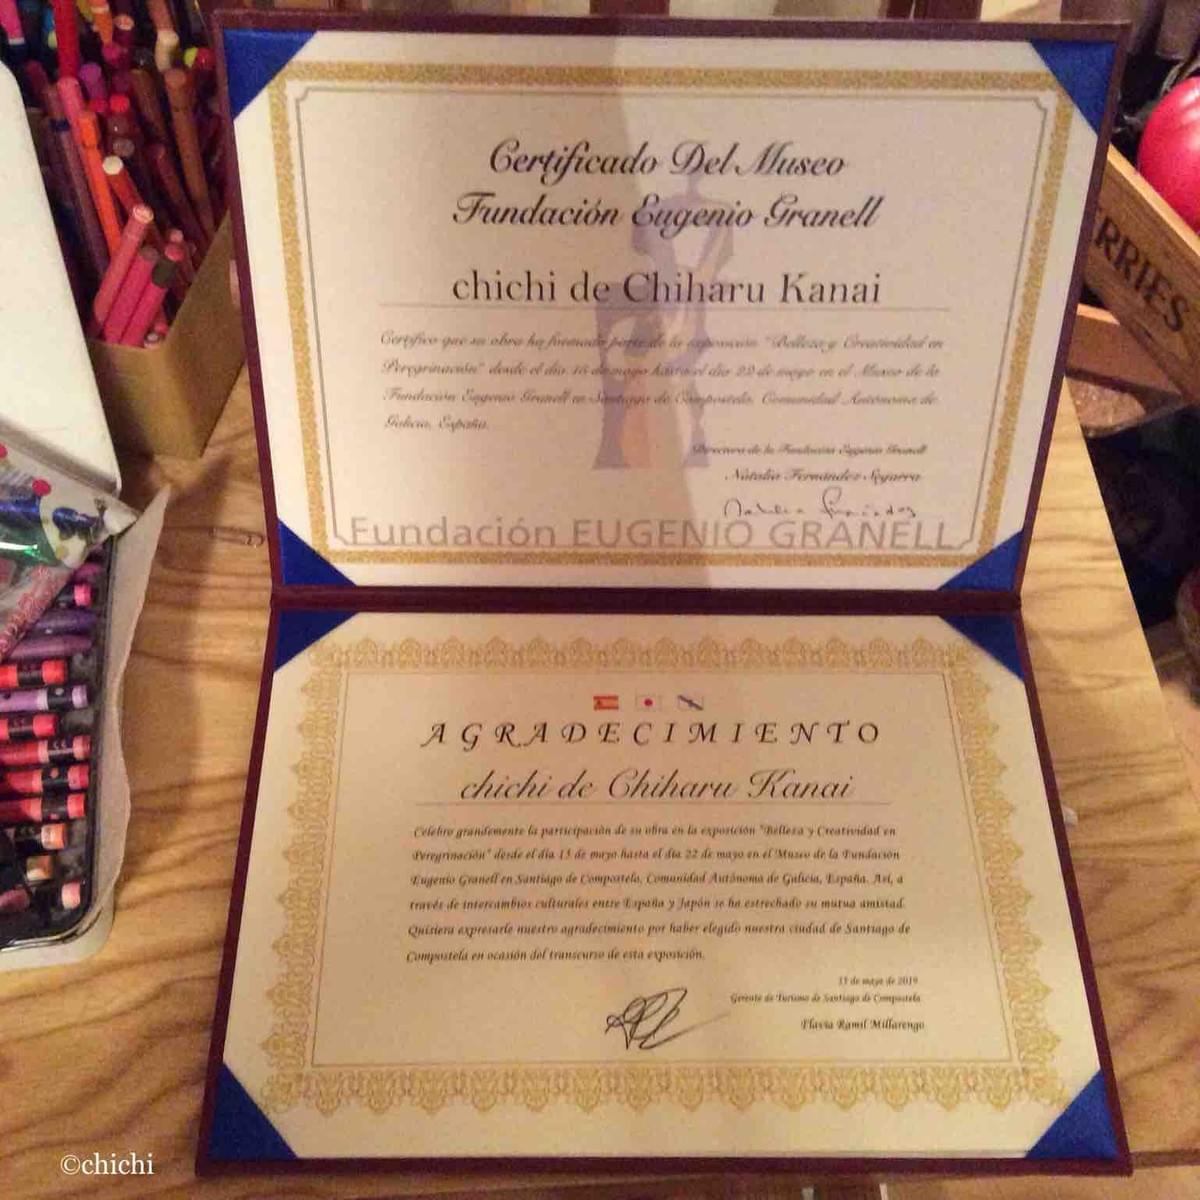 Certificado Del Museo
Fundación Eugenio Granell
chichi de Chiharu Kanai
Certifico que su obra ha formado parte de la exposición "Belleza y Creatividad en
Peregrinación" desde el día 15 de mayo hasta el día 22 de mayo en el Museo de la
Fundación Eugenio Granell en Santiago de Compostela, Comunidad Autónoma de
Galicia, España.
Directora de la Fundación Eugenio Granell
Natalia Fernández Segarra
Fundación EUGENIO GRANELL
AGRADECIMIENTO
chichi de Chiharu Kanai
Celebro grandemente la participación de su obra en la exposición "Belleza y Creatividad en
Peregrinación" desde el día 15 de mayo hasta el día 22 de mayo en el Museo de la Fundación
Eugenio Granell en Santiago de Compostela, Comunidad Autónoma de Galicia, España. Así, a
través de intercambios culturales entre España y Japón se ha estrechado su mutua amistad.
Quisiera expresarle nuestro agradecimiento por haber elegido nuestra ciudad de Santiago de
Compostela en ocasión del transcurso de esta exposición.
15 de mayo de 2019
Gerente de Turismo de Santiago de Compostela
Flavia Ramil Millarengo
RRIES
©chichi